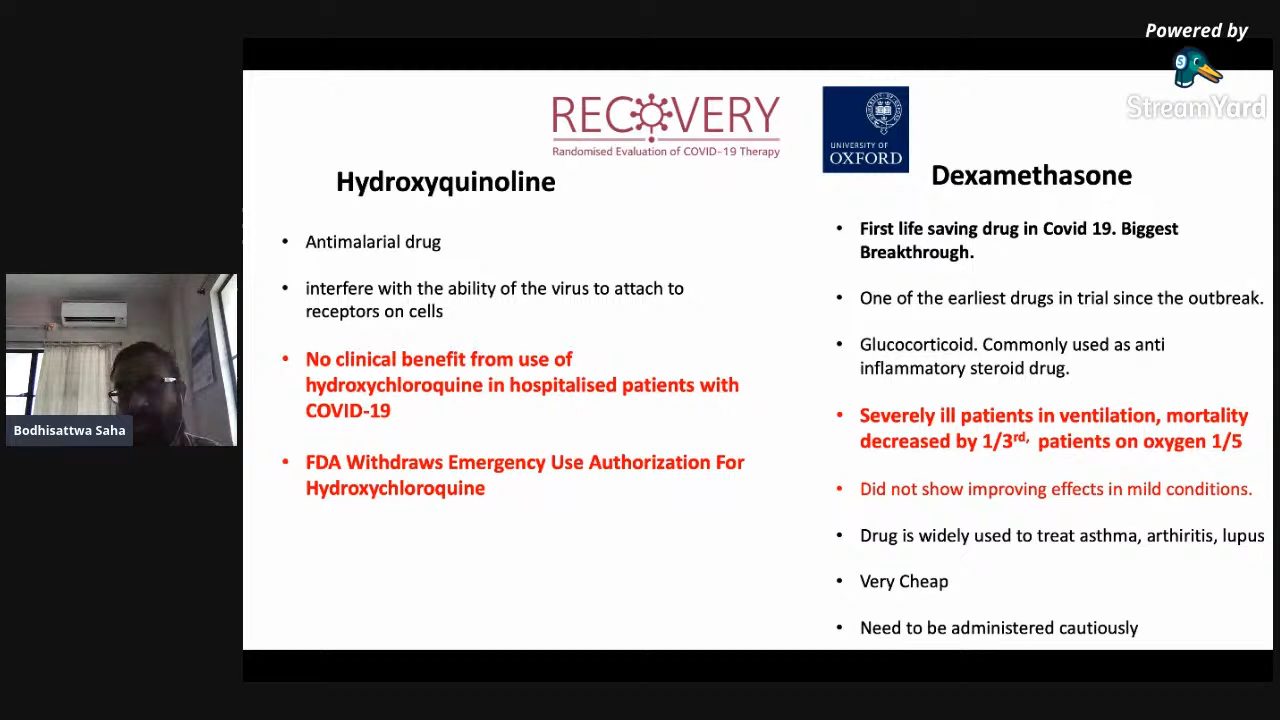 Powered by
StreamYard
RECOVERY
Randomised Evaluation of COVID-19 Therapy
UNIVERSITY OF
OXFORD
Hydroxyquinoline
• Antimalarial drug
• interfere with the ability of the virus to attach to
receptors on cells
• No clinical benefit from use of
hydroxychloroquine in hospitalised patients with
COVID-19
• FDA Withdraws Emergency Use Authorization For
Hydroxychloroquine
Dexamethasone
• First life saving drug in Covid 19. Biggest
Breakthrough.
• One of the earliest drugs in trial since the outbreak.
• Glucocorticoid. Commonly used as anti
inflammatory steroid drug.
• Severely ill patients in ventilation, mortality
decreased by 1/3rd, patients on oxygen 1/5
• Did not show improving effects in mild conditions.
• Drug is widely used to treat asthma, arthiritis, lupus
• Very Cheap
• Need to be administered cautiously
Bodhisattwa Saha